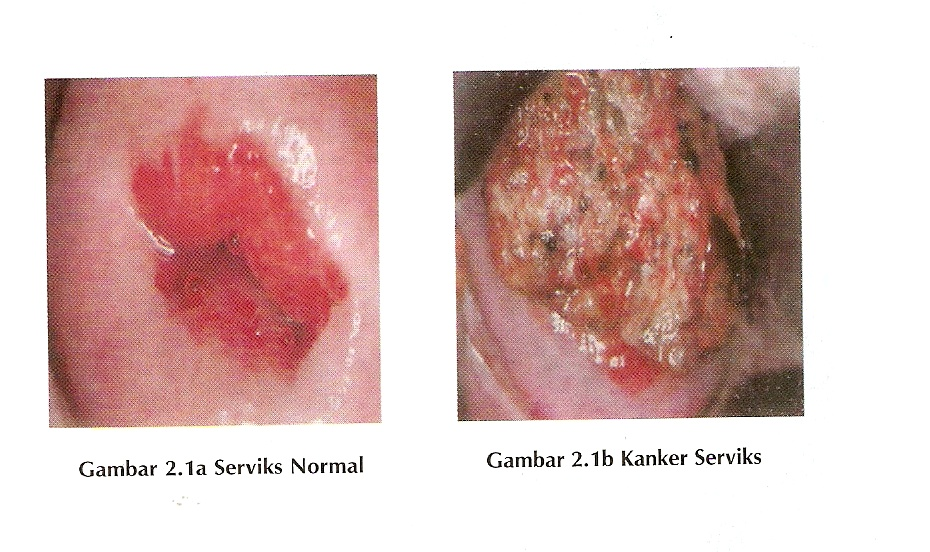 Gambar 2.1a Serviks Normal
Gambar 2.1b Kanker Serviks